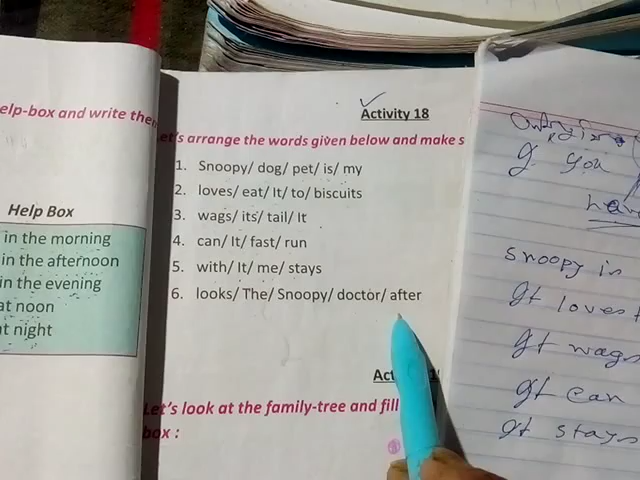 elp-box and write the
Help Box
in the morning
in the afternoon
in the evening
at noon
at night
Activity 18
Let's arrange the words given below and make s
1. Snoopy/ dog/ pet/ is/ my
2. loves/ eat/ It/ to/ biscuits
3. wags/ its/ tail/ It
4. can/ It/ fast/ run
5. with/ It/ me/ stays
6. looks/ The/ Snoopy/ doctor/ after
Let's look at the family-tree and fill
box :
you
Snoopy is
It loves
It wags
It can
It stays